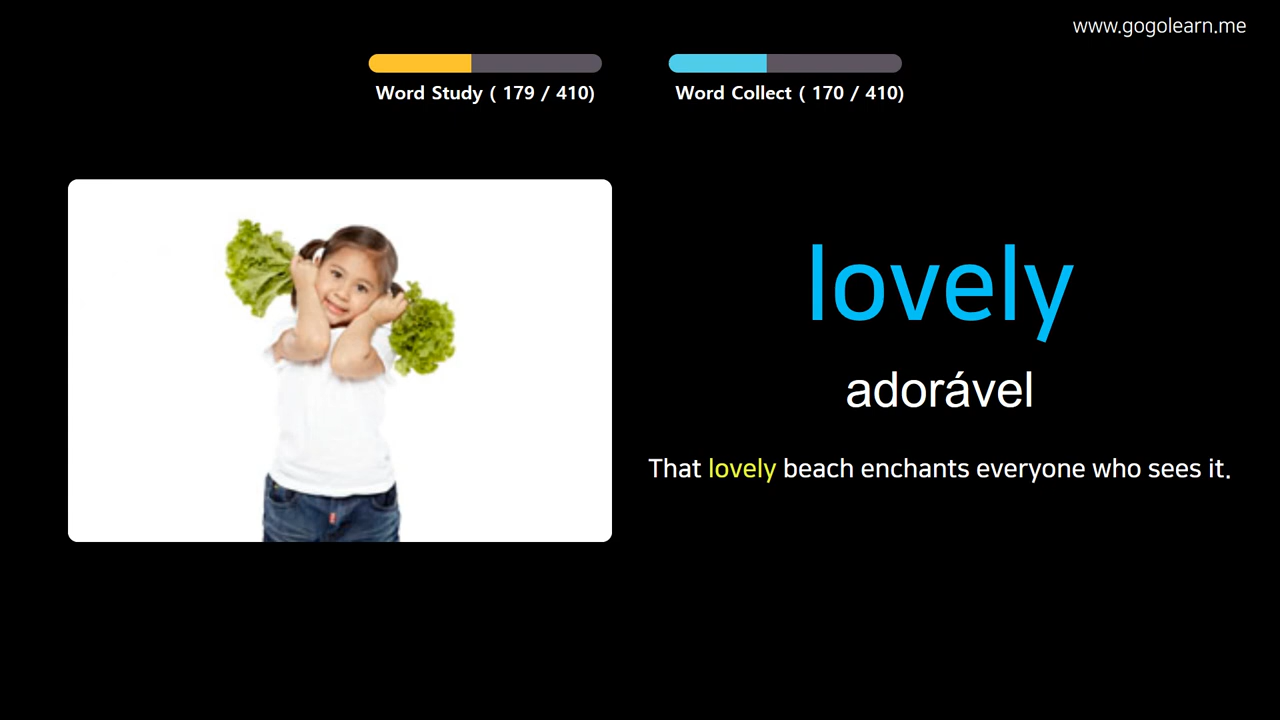 www.gogolearn.me
Word Study ( 179 / 410)
Word Collect ( 170 / 410)
lovely
adorável
That lovely beach enchants everyone who sees it.